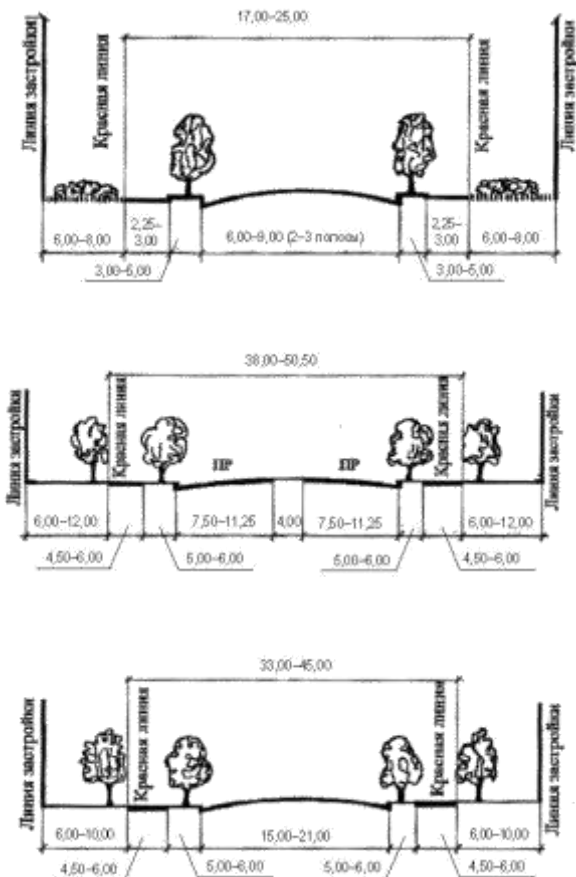 17,00–25,00
Линия застройки
Красная линия
Красная линия
Линия застройки
6,00–8,00
2,25–
3,00
6,00–9,00 (2–3 полосы)
2,25–
3,00
6,00–8,00
3,00–5,00
3,00–5,00
38,00–50,50
Линия застройки
Красная линия
ПР
ПР
Красная линия
Линия застройки
6,00–12,00
7,50–11,25
4,00
7,50–11,25
6,00–12,00
4,50–6,00
5,00–6,00
5,00–6,00
4,50–6,00
33,00–45,00
Линия застройки
Красная линия
Красная линия
Линия застройки
6,00–10,00
15,00–21,00
6,00–10,00
4,50–6,00
5,00–6,00
5,00–6,00
4,50–6,00